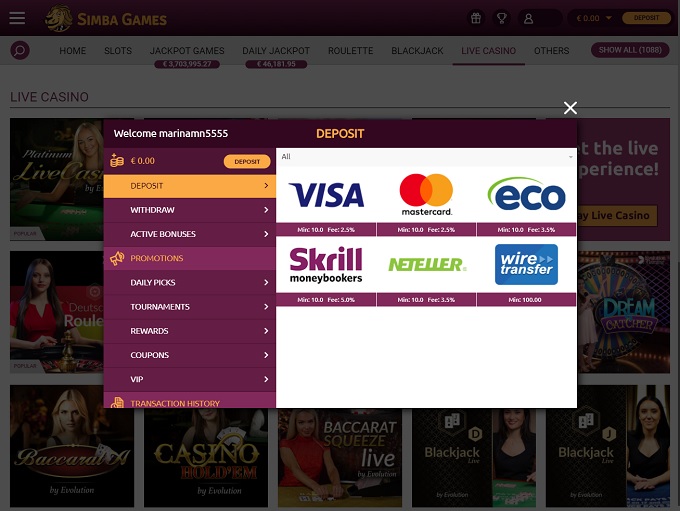 SIMBA GAMES
€ 0.00
DEPOSIT
HOME
SLOTS
JACKPOT GAMES
€ 3,703,995.27
DAILY JACKPOT
€ 46,181.95
ROULETTE
BLACKJACK
LIVE CASINO
OTHERS
SHOW ALL (1088)
LIVE CASINO
Platinum
Live Casino
by Evolution
POPULAR
et the live
xperience!
ay Live Casino
Welcome marinamn5555
DEPOSIT
€ 0.00
DEPOSIT
DEPOSIT
WITHDRAW
ACTIVE BONUSES
PROMOTIONS
DAILY PICKS
TOURNAMENTS
REWARDS
COUPONS
VIP
TRANSACTION HISTORY
All
VISA
Min: 10.0 Fee: 2.5%
mastercard.
Min: 10.0 Fee: 2.5%
eco
Min: 10.0 Fee: 3.5%
Skrill
moneybookers
Min: 10.0 Fee: 5.0%
NETELLER
Min: 10.0 Fee: 3.5%
wire
transfer
Min: 100.00
Deutsc
Roule
POPULAR
DREAM
CATCHER
Baccarat A
by Evolution
CASINO
HOLD'EM
by Evolution
BACCARAT
SQUEEZE
live
by Evolution
D
Blackjack
Live
by Evolution
J
Blackjack
Live
by Evolution